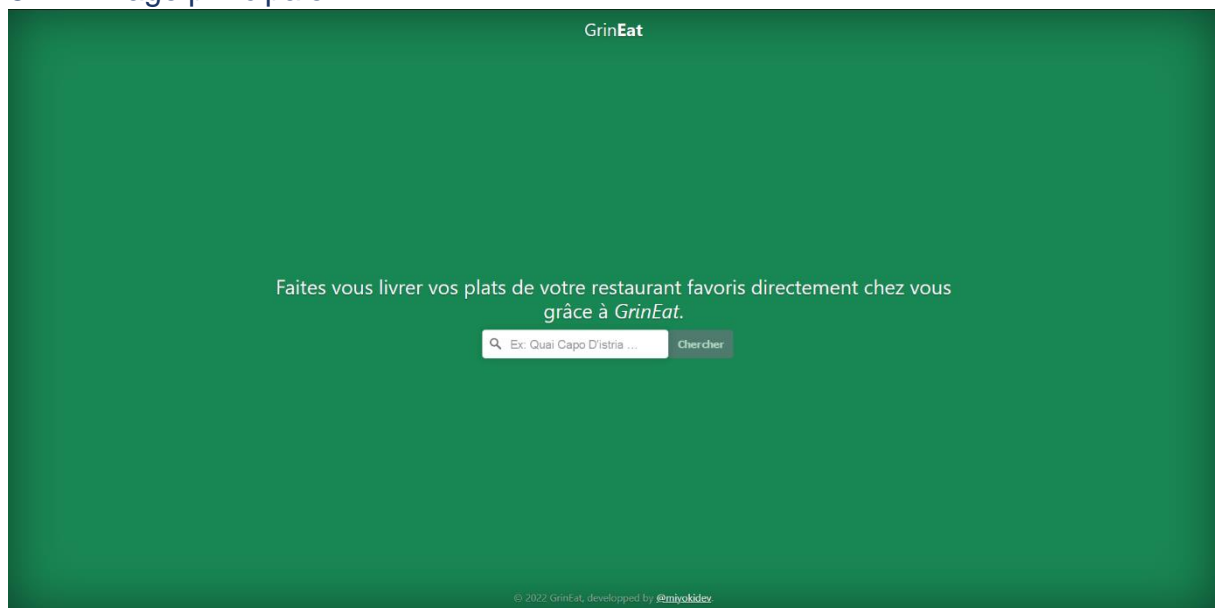 GrinEat
Faites vous livrer vos plats de votre restaurant favoris directement chez vous
grâce à GrinEat.
Ex: Quai Capo D'istria ...
Chercher
© 2022 GrinEat, developped by @miyokidev.